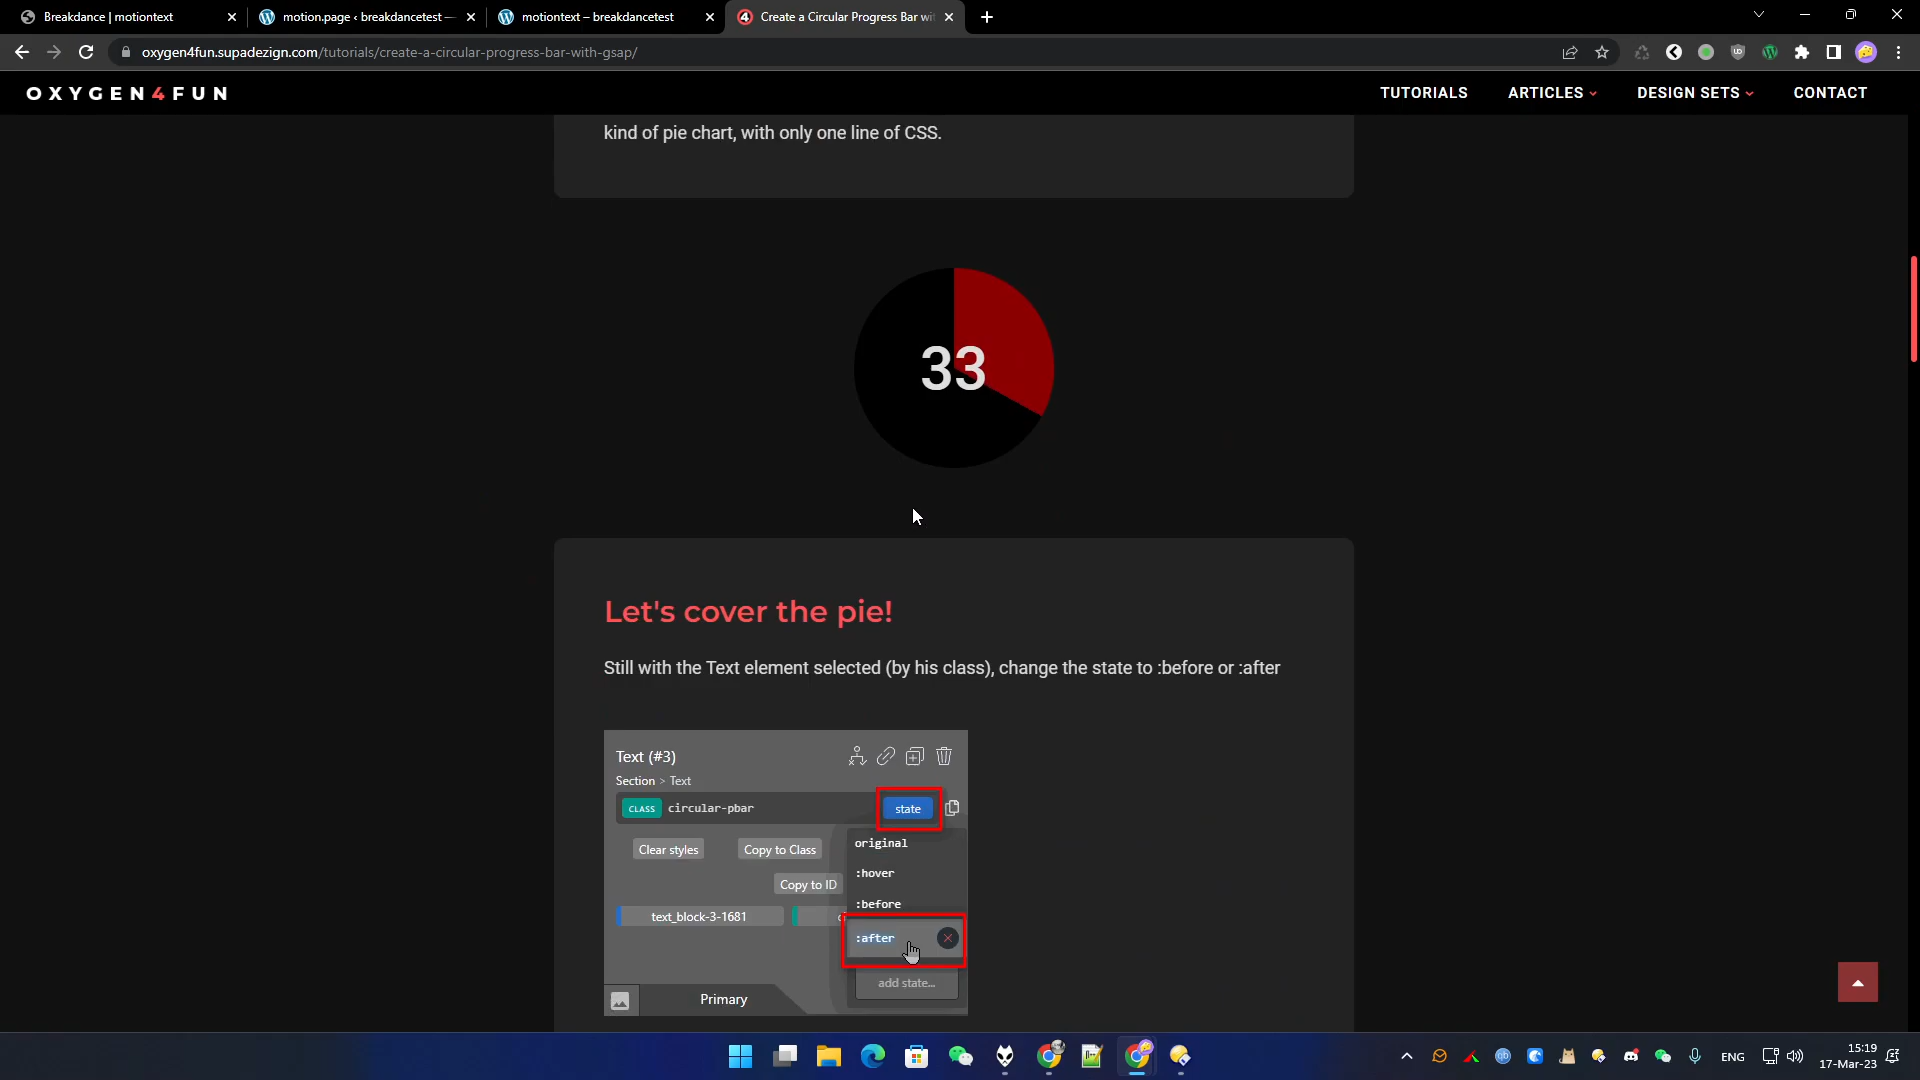 Breakdance | motiontext
motion.page ‹ breakdancetest —
motiontext – breakdancetest
Create a Circular Progress Bar wi
oxygen4fun.supadezign.com/tutorials/create-a-circular-progress-bar-with-gsap/
OXYGEN4FUN
TUTORIALS
ARTICLES
DESIGN SETS
CONTACT
kind of pie chart, with only one line of CSS.
33
Let's cover the pie!
Still with the Text element selected (by his class), change the state to :before or :after
Text (#3)
Section > Text
CLASS circular-pbar
state
Clear styles
Copy to Class
original
:hover
Copy to ID
:before
text_block-3-1681
:after
add state...
Primary
ENG
15:19
17-Mar-23